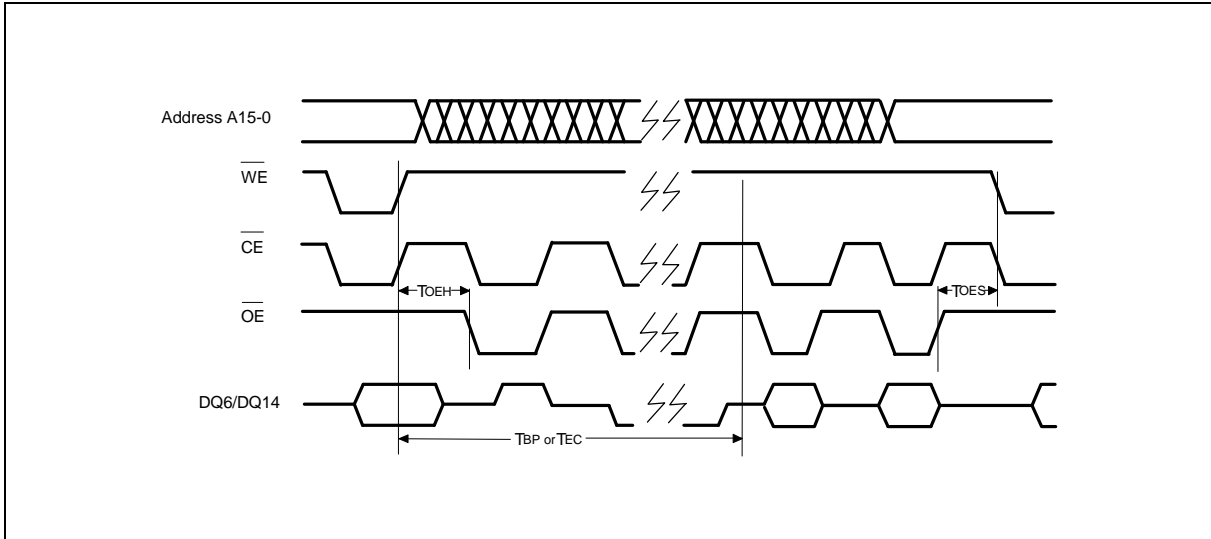 Address A15-0
WE
CE
TOEH
TOES
OE
DQ6/DQ14
TBP or TEC